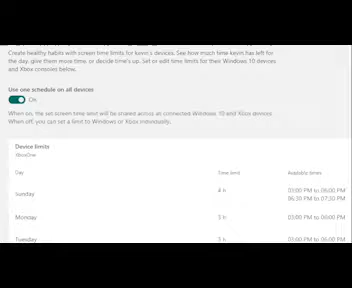 Create healthy habits with screen time limits for kevin's devices. See how much time kevin has left for
the day, give them more time, or decide time's up. Set or edit time limits for their Windows 10 devices
and Xbox consoles below.
Use one schedule on all devices
On
When on, the set screen time limit will be shared across all connected Windows 10 and Xbox devices.
When off, you can set a limit to Windows or Xbox individually.
Device limits
XboxOne
Day Time limit Available times
Sunday 4 h 03:00 PM to 06:00 PM
06:30 PM to 07:30 PM
Monday 3 h 03:00 PM to 06:00 PM
Tuesday 3 h 03:00 PM to 06:00 PM